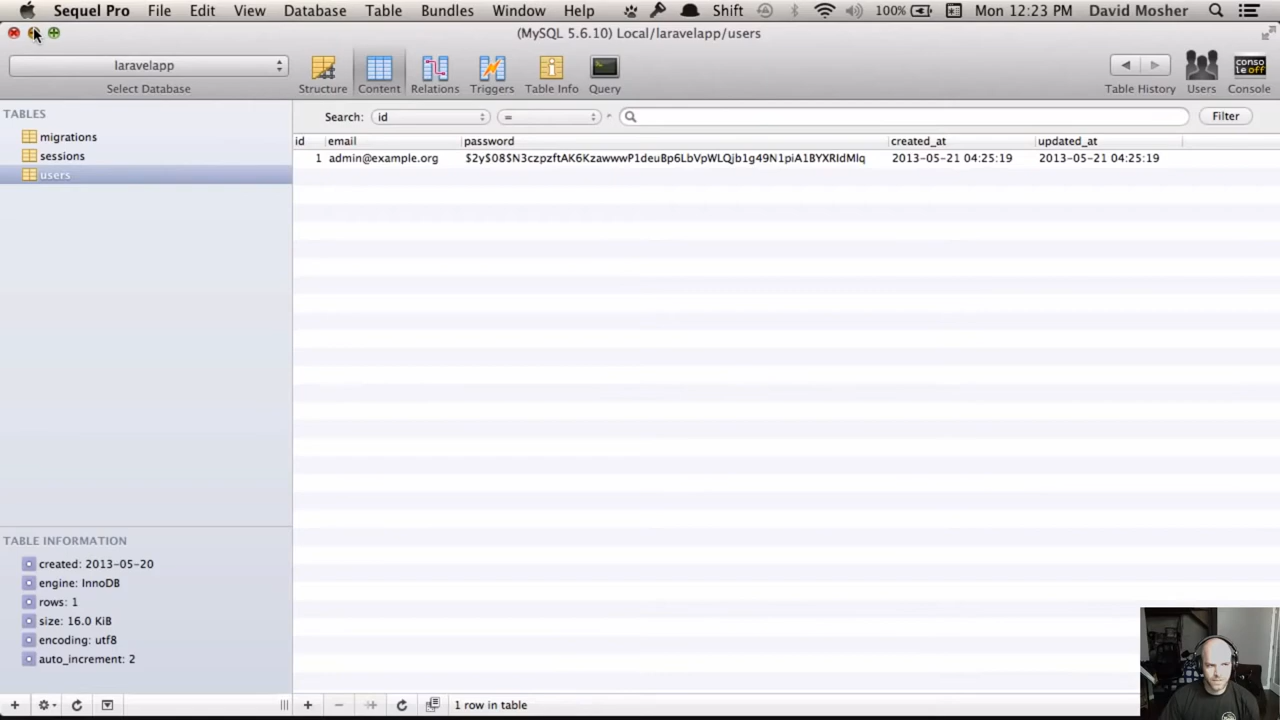 Sequel Pro File Edit View Database Table Bundles Window Help Shift 100% Mon 12:23 PM David Mosher
(MySQL 5.6.10) Local/laravelapp/users
laravelapp
Select Database
Structure Content Relations Triggers Table Info Query
Table History Users Console
conso
le off
TABLES
migrations
sessions
users
Search: id =
Filter
id email password created_at updated_at
1 admin@example.org $2y$08$N3czpzftAK6KzawwwP1deuBp6LbVpWLQjb1g49N1piA1BYXRIdMlq 2013-05-21 04:25:19 2013-05-21 04:25:19
TABLE INFORMATION
created: 2013-05-20
engine: InnoDB
rows: 1
size: 16.0 KiB
encoding: utf8
auto_increment: 2
1 row in table